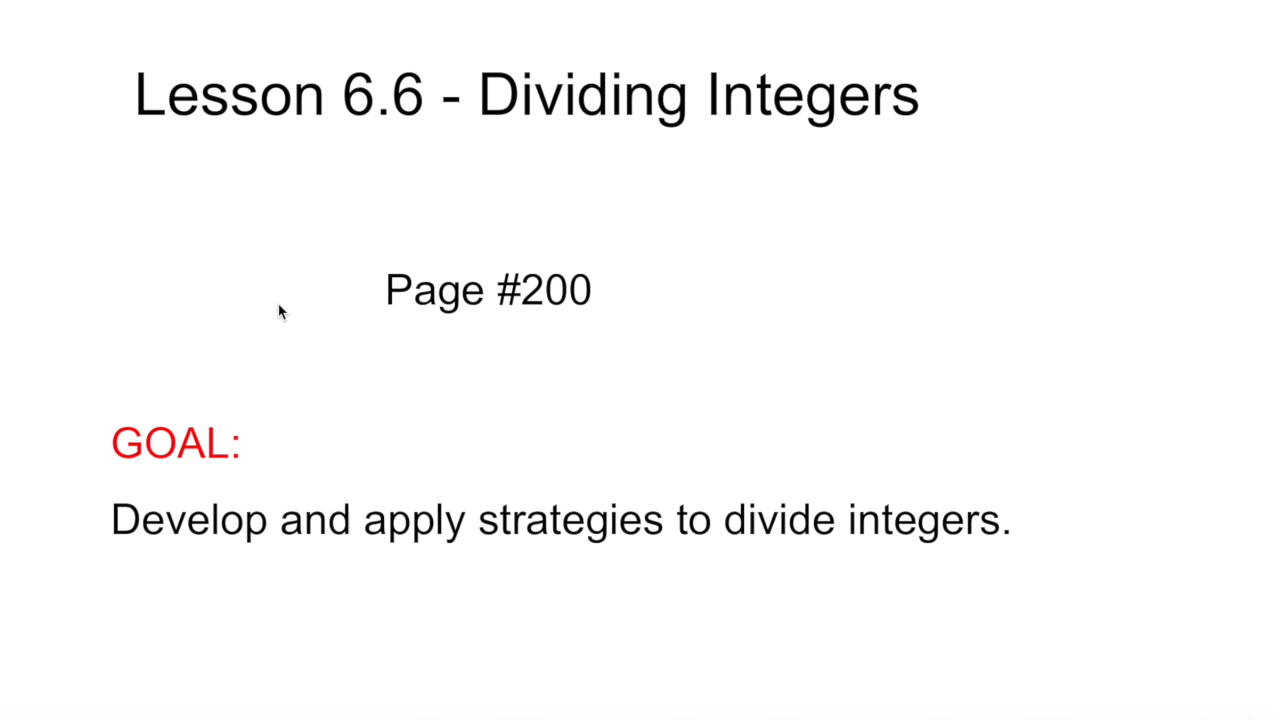 Lesson 6.6 - Dividing Integers
Page #200
GOAL:
Develop and apply strategies to divide integers.